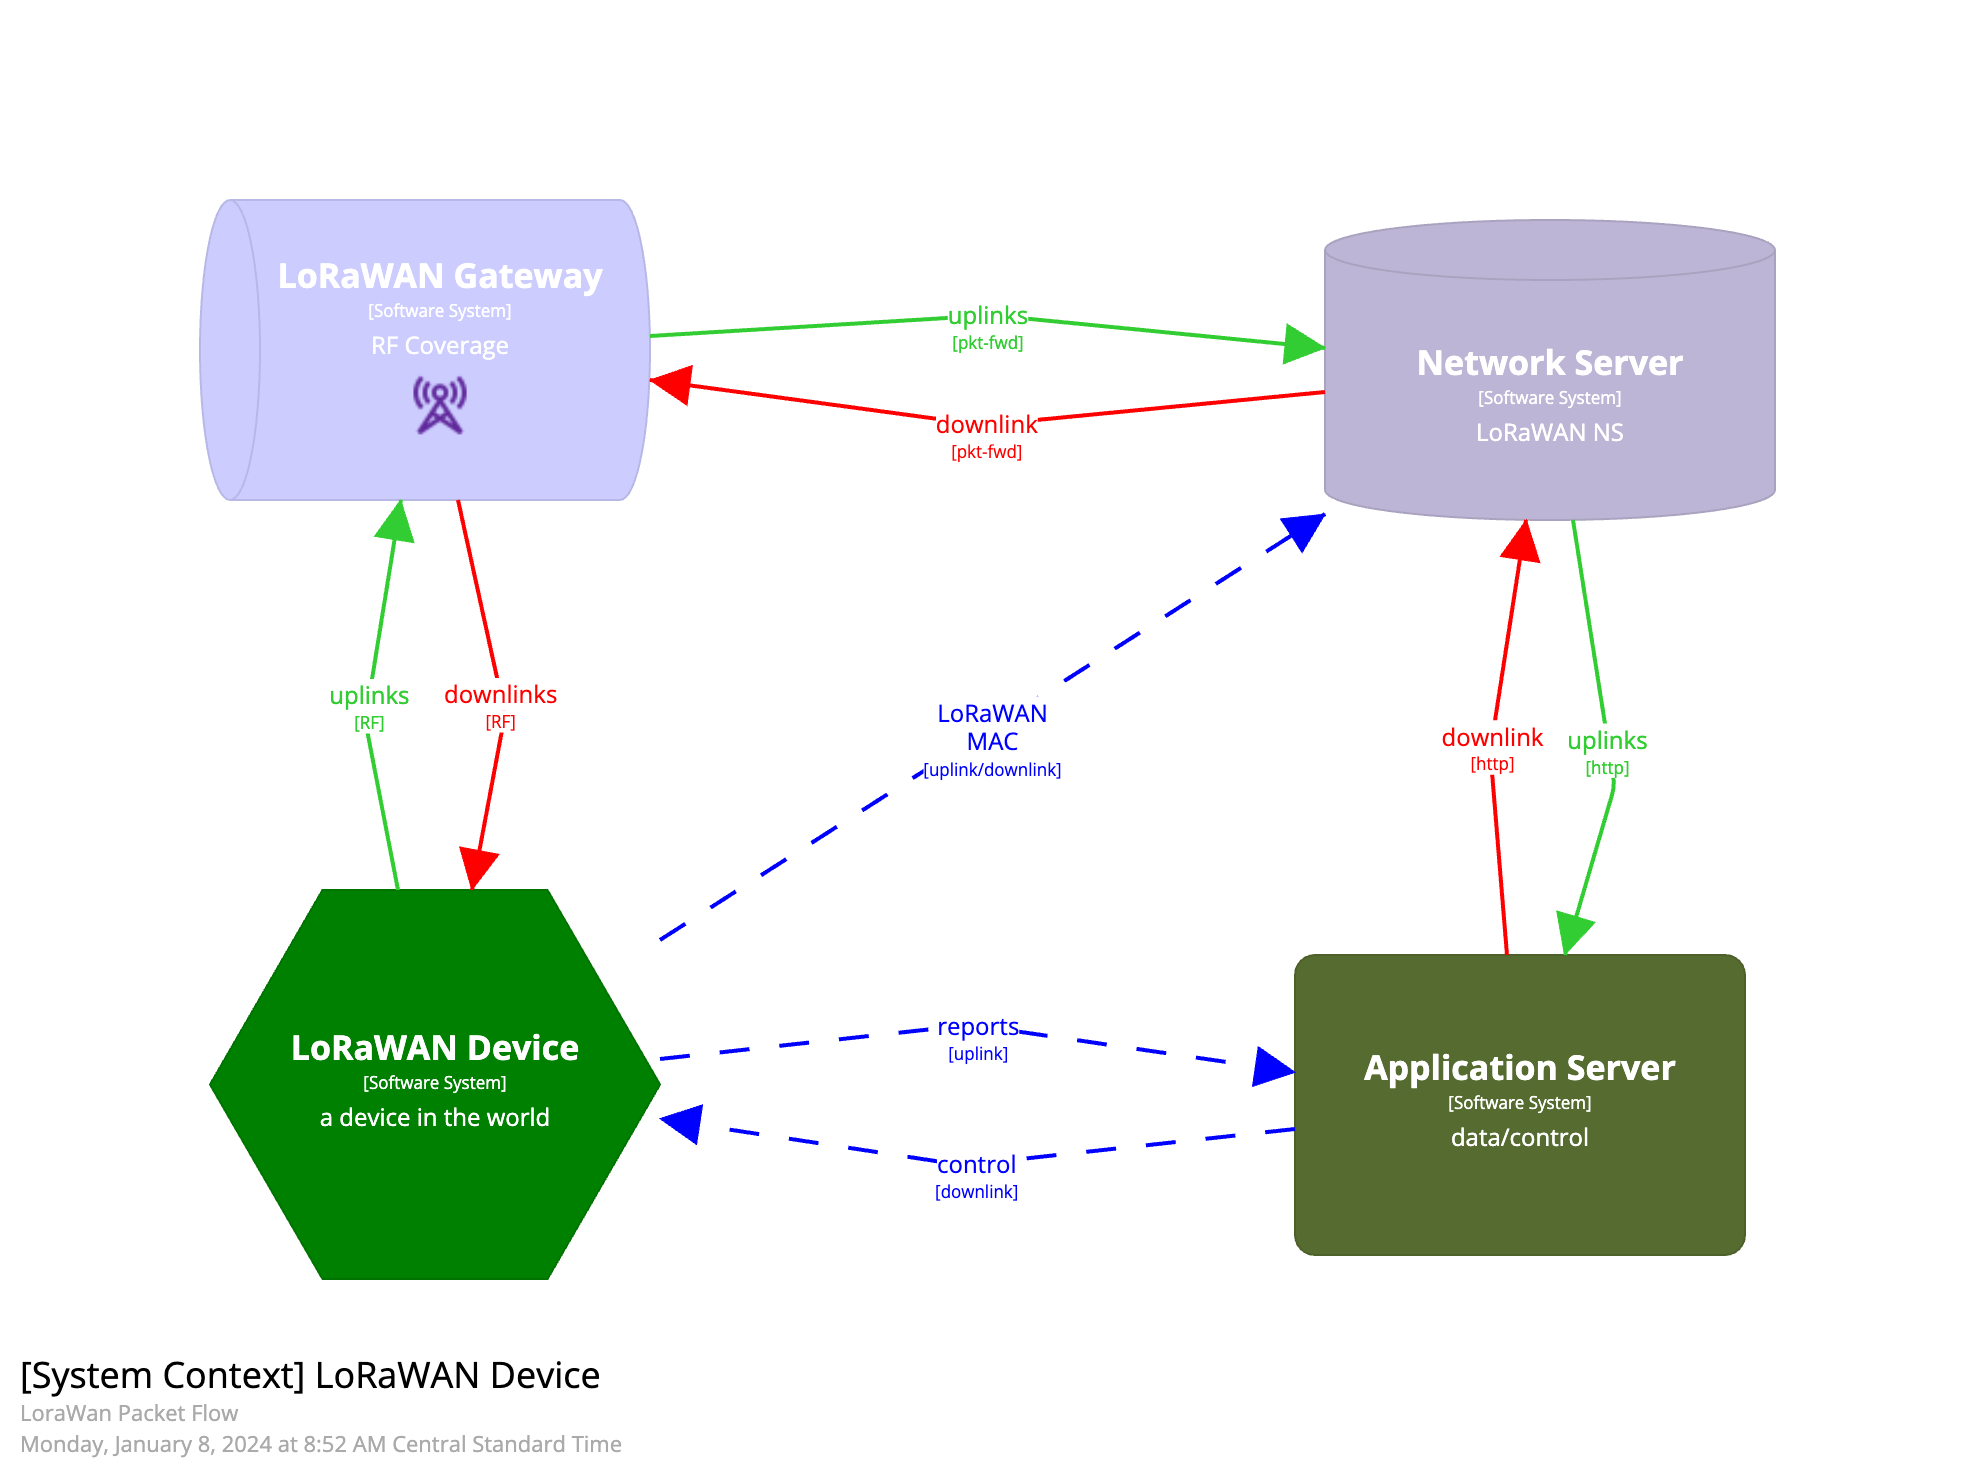 LoRaWAN Gateway
[Software System]
RF Coverage
uplinks
[pkt-fwd]
downlink
[pkt-fwd]
Network Server
[Software System]
LoRaWAN NS
uplinks
[RF]
downlinks
[RF]
LoRaWAN
MAC
[uplink/downlink]
downlink
[http]
uplinks
[http]
LoRaWAN Device
[Software System]
a device in the world
reports
[uplink]
control
[downlink]
Application Server
[Software System]
data/control
[System Context] LoRaWAN Device
LoraWan Packet Flow
Monday, January 8, 2024 at 8:52 AM Central Standard Time